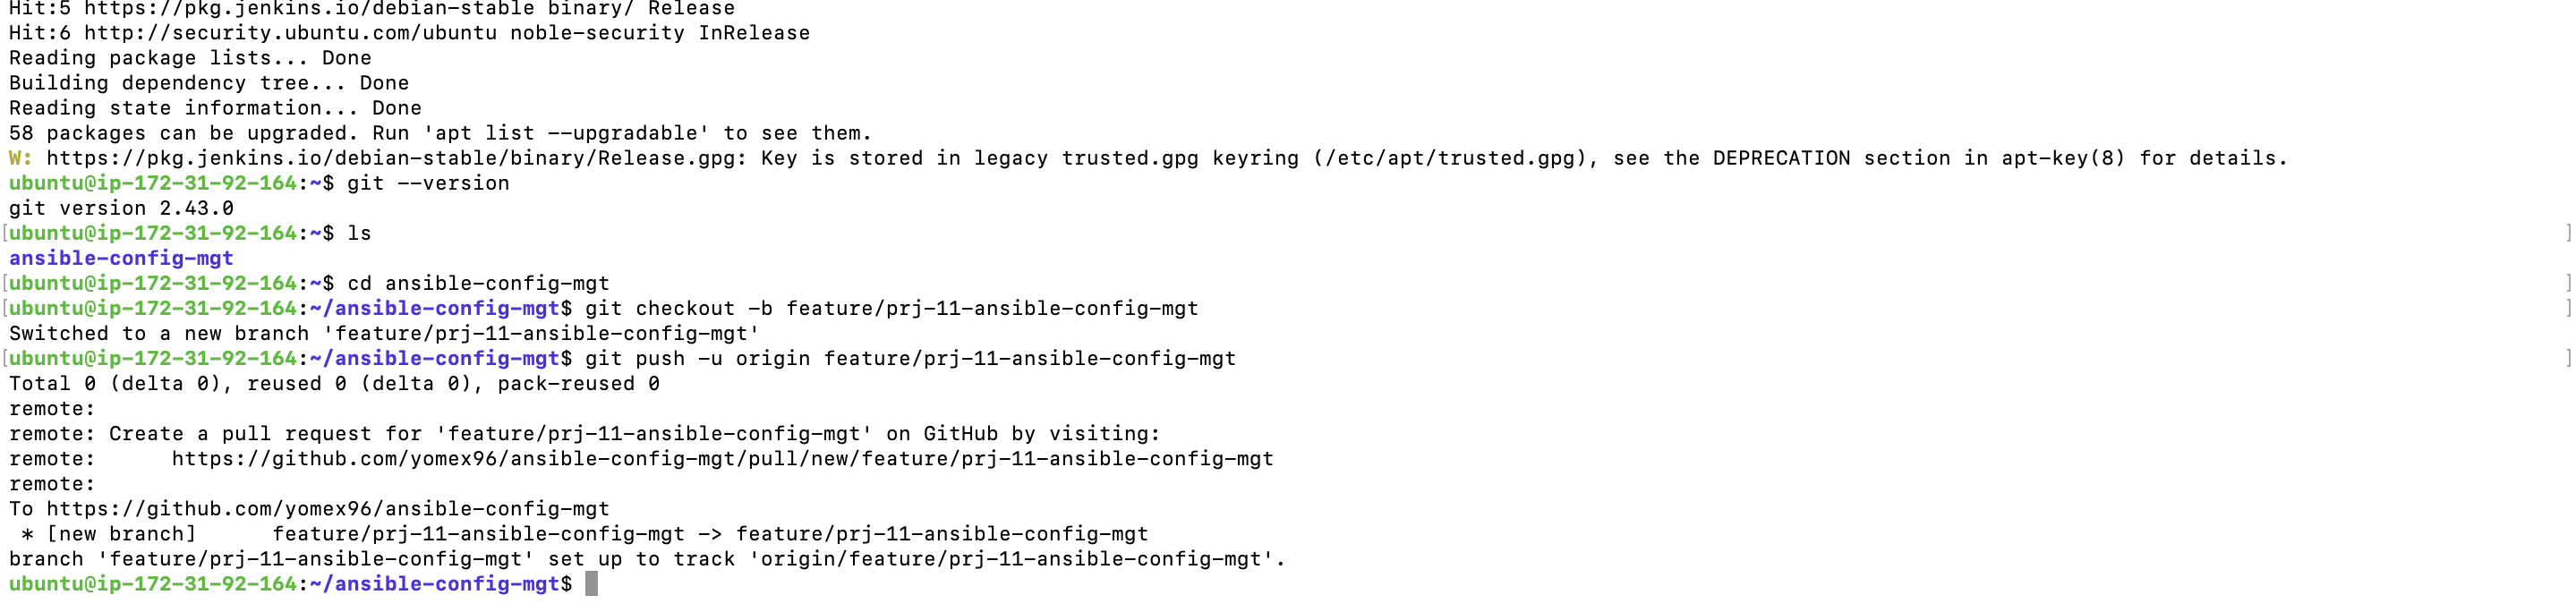 Hit:5 https://pkg.jenkins.io/debian-stable binary/ Release
Hit:6 http://security.ubuntu.com/ubuntu noble-security InRelease
Reading package lists... Done
Building dependency tree... Done
Reading state information... Done
58 packages can be upgraded. Run 'apt list --upgradable' to see them.
W: https://pkg.jenkins.io/debian-stable/binary/Release.gpg: Key is stored in legacy trusted.gpg keyring (/etc/apt/trusted.gpg), see the DEPRECATION section in apt-key(8) for details.
ubuntu@ip-172-31-92-164:~$ git --version
git version 2.43.0
[ubuntu@ip-172-31-92-164:~$ ls ]
ansible-config-mgt
[ubuntu@ip-172-31-92-164:~$ cd ansible-config-mgt ]
[ubuntu@ip-172-31-92-164:~/ansible-config-mgt$ git checkout -b feature/prj-11-ansible-config-mgt ]
Switched to a new branch 'feature/prj-11-ansible-config-mgt'
[ubuntu@ip-172-31-92-164:~/ansible-config-mgt$ git push -u origin feature/prj-11-ansible-config-mgt ]
Total 0 (delta 0), reused 0 (delta 0), pack-reused 0
remote:
remote: Create a pull request for 'feature/prj-11-ansible-config-mgt' on GitHub by visiting:
remote:      https://github.com/yomex96/ansible-config-mgt/pull/new/feature/prj-11-ansible-config-mgt
remote:
To https://github.com/yomex96/ansible-config-mgt
 * [new branch]      feature/prj-11-ansible-config-mgt -> feature/prj-11-ansible-config-mgt
branch 'feature/prj-11-ansible-config-mgt' set up to track 'origin/feature/prj-11-ansible-config-mgt'.
ubuntu@ip-172-31-92-164:~/ansible-config-mgt$